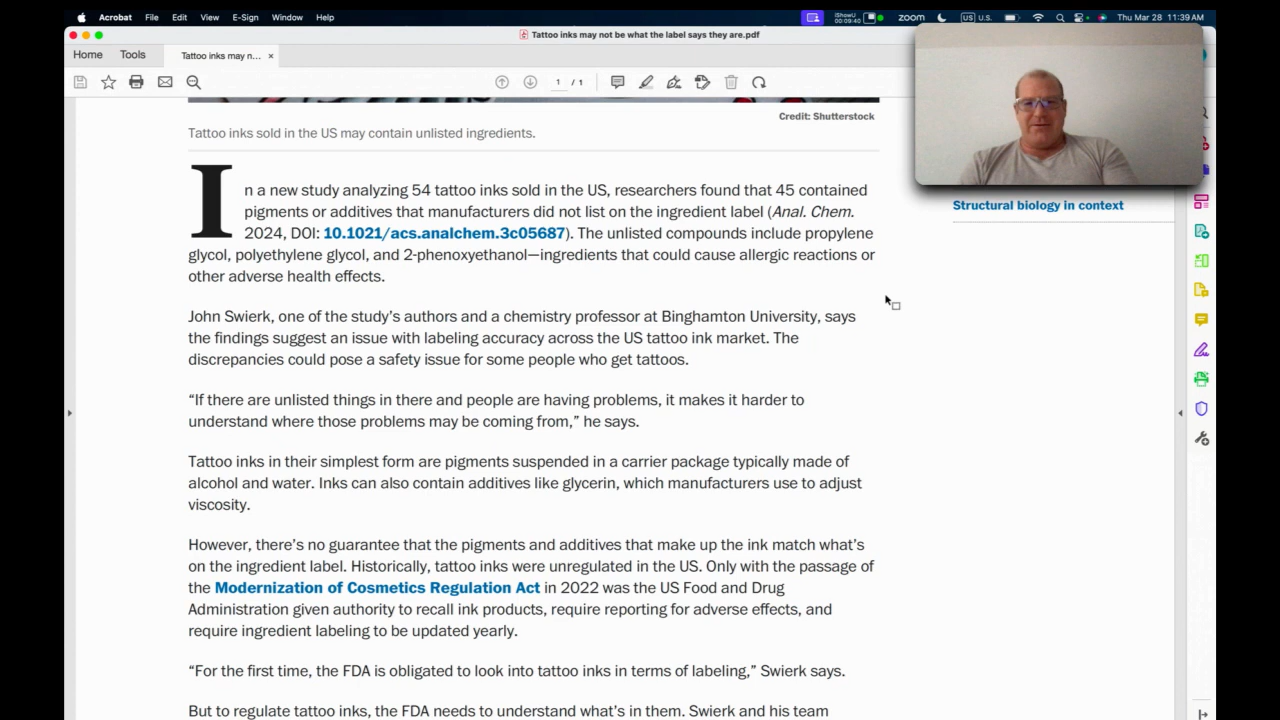 Acrobat File Edit View E-Sign Window Help
iShowU 00:09:40 zoom US U.S. Thu Mar 28 11:39 AM
Tattoo inks may not be what the label says they are.pdf
Home Tools Tattoo inks may n... ×
1 / 1
Credit: Shutterstock
Tattoo inks sold in the US may contain unlisted ingredients.
Structural biology in context
In a new study analyzing 54 tattoo inks sold in the US, researchers found that 45 contained
pigments or additives that manufacturers did not list on the ingredient label (Anal. Chem.
2024, DOI: 10.1021/acs.analchem.3c05687). The unlisted compounds include propylene
glycol, polyethylene glycol, and 2-phenoxyethanol—ingredients that could cause allergic reactions or
other adverse health effects.
John Swierk, one of the study’s authors and a chemistry professor at Binghamton University, says
the findings suggest an issue with labeling accuracy across the US tattoo ink market. The
discrepancies could pose a safety issue for some people who get tattoos.
“If there are unlisted things in there and people are having problems, it makes it harder to
understand where those problems may be coming from,” he says.
Tattoo inks in their simplest form are pigments suspended in a carrier package typically made of
alcohol and water. Inks can also contain additives like glycerin, which manufacturers use to adjust
viscosity.
However, there’s no guarantee that the pigments and additives that make up the ink match what’s
on the ingredient label. Historically, tattoo inks were unregulated in the US. Only with the passage of
the Modernization of Cosmetics Regulation Act in 2022 was the US Food and Drug
Administration given authority to recall ink products, require reporting for adverse effects, and
require ingredient labeling to be updated yearly.
“For the first time, the FDA is obligated to look into tattoo inks in terms of labeling,” Swierk says.
But to regulate tattoo inks, the FDA needs to understand what’s in them. Swierk and his team